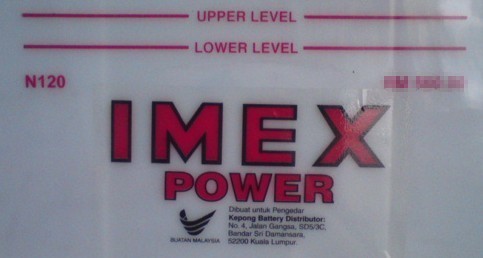 UPPER LEVEL
LOWER LEVEL
N120
IMEX
POWER
BUATAN MALAYSIA
Dibuat untuk Pengedar
Kepong Battery Distributor:
No. 4, Jalan Gangsa, SD5/3C,
Bandar Sri Damansara,
52200 Kuala Lumpur.